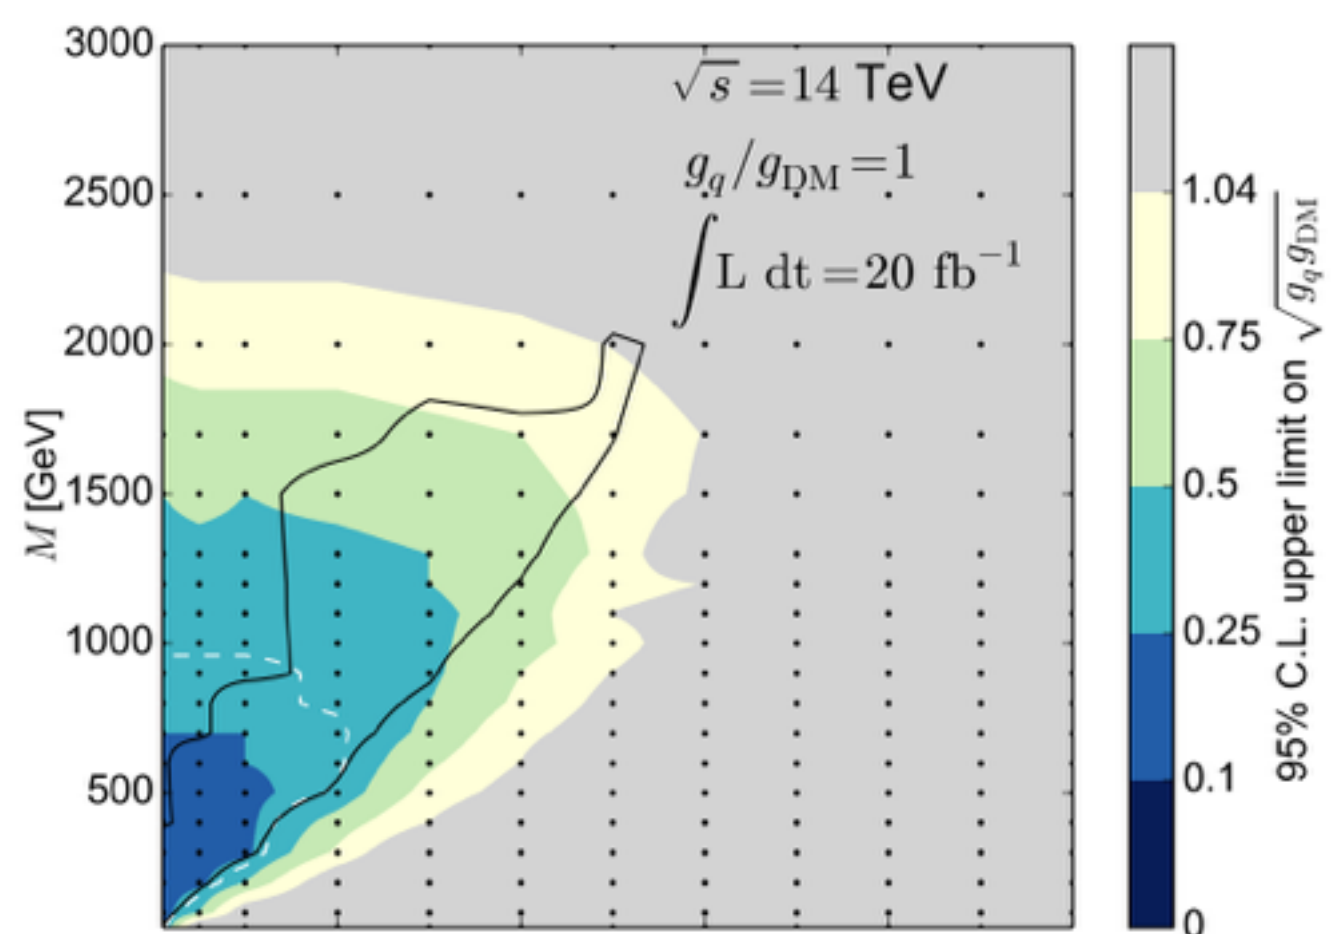 3000
2500
2000
1500
1000
500
M [GeV]
√s = 14 TeV
g_q/g_DM = 1
∫L dt = 20 fb⁻¹
1.04
0.75
0.5
0.25
0.1
0
95% C.L. upper limit on √g_q g_DM